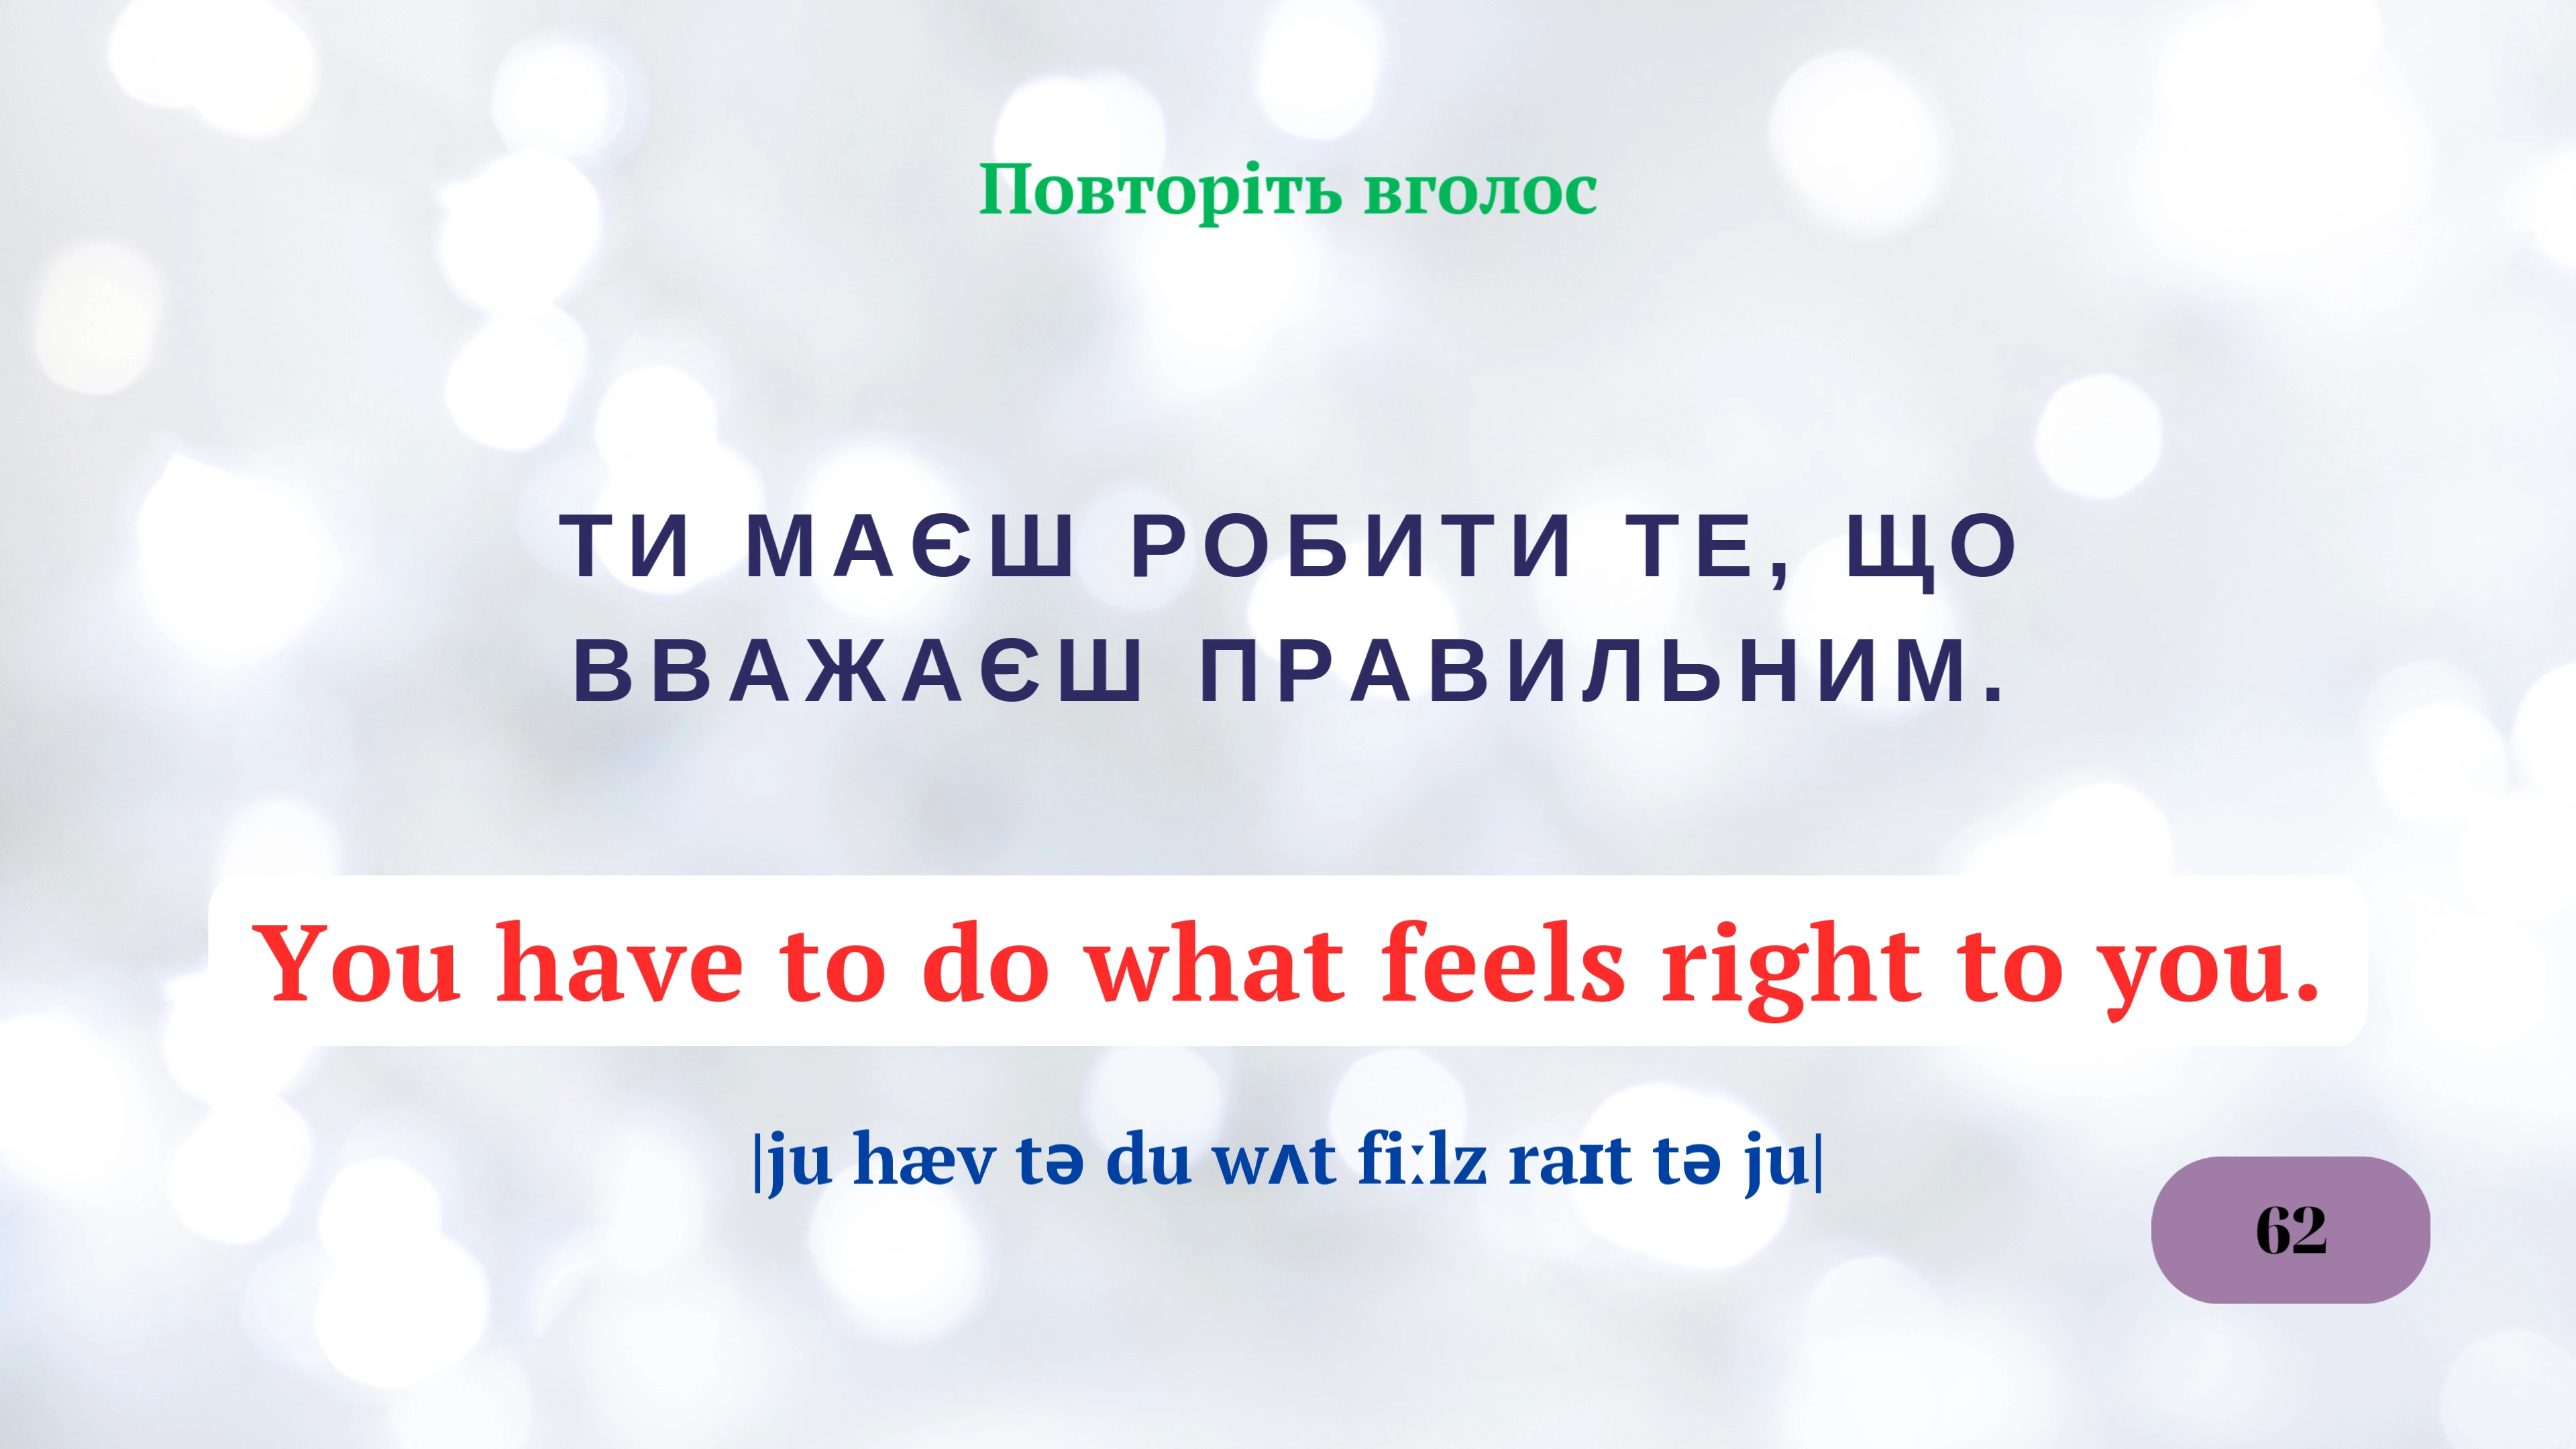 Повторіть вголос
ТИ МАЄШ РОБИТИ ТЕ, ЩО
ВВАЖАЄШ ПРАВИЛЬНИМ.
You have to do what feels right to you.
|ju hæv tə du wʌt fiːlz raɪt tə ju|
62